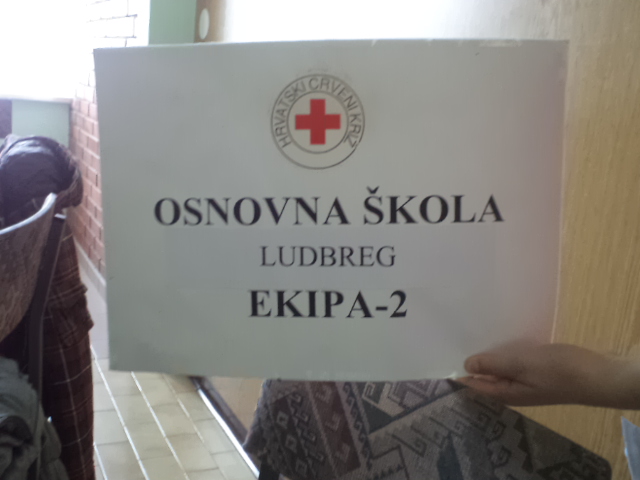 HRVATSKI CRVENI KRIŽ
OSNOVNA ŠKOLA
LUDBREG
EKIPA-2